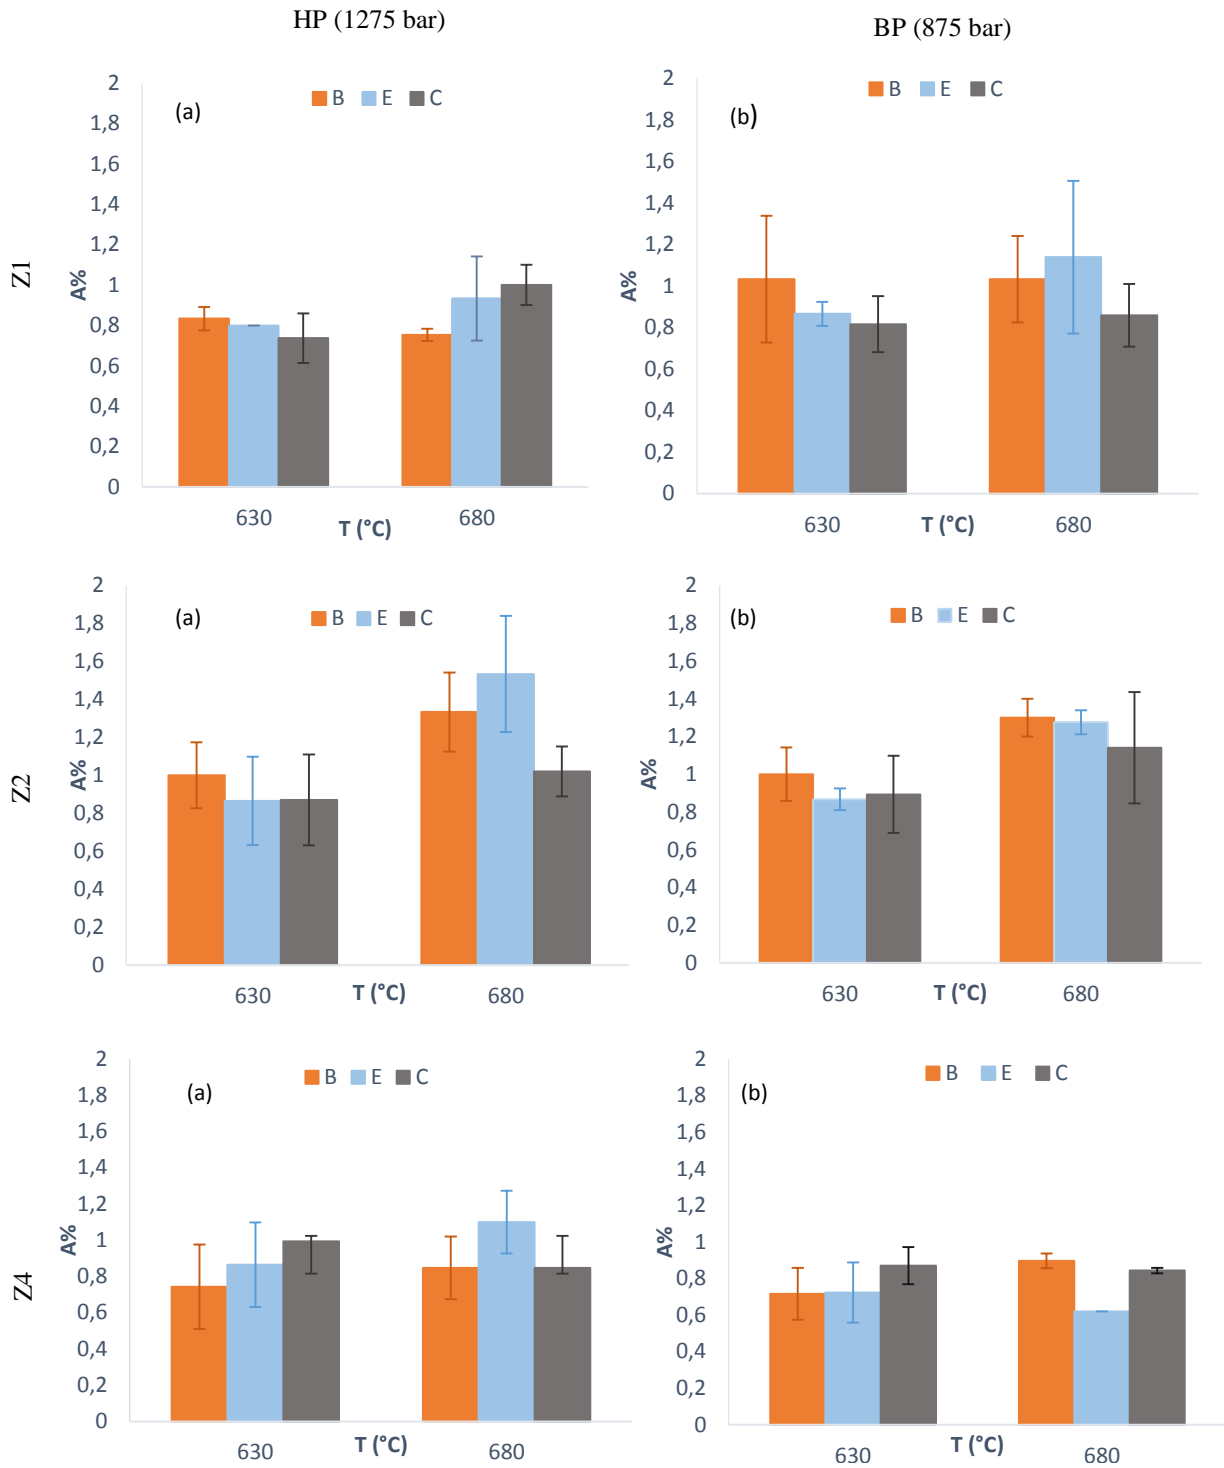 HP (1275 bar)
BP (875 bar)
Z1
(a)
B E C
2
1,8
1,6
1,4
1,2
1
0,8
0,6
0,4
0,2
0
A%
630
680
T (°C)
(b)
B E C
2
1,8
1,6
1,4
1,2
1
0,8
0,6
0,4
0,2
0
A%
630
680
T (°C)
Z2
(a)
B E C
2
1,8
1,6
1,4
1,2
1
0,8
0,6
0,4
0,2
0
A%
630
680
T (°C)
(b)
B E C
2
1,8
1,6
1,4
1,2
1
0,8
0,6
0,4
0,2
0
A%
630
680
T (°C)
Z4
(a)
B E C
2
1,8
1,6
1,4
1,2
1
0,8
0,6
0,4
0,2
0
A%
630
680
T (°C)
(b)
B E C
2
1,8
1,6
1,4
1,2
1
0,8
0,6
0,4
0,2
0
A%
630
680
T (°C)